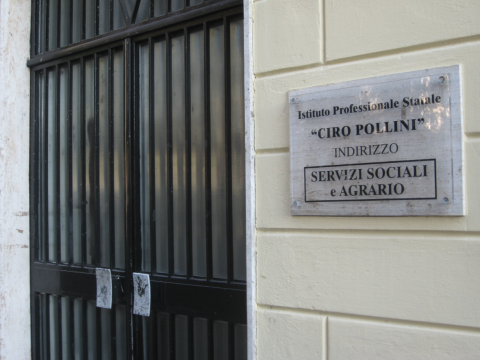 Istituto Professionale Statale
"CIRO POLLINI"
INDIRIZZO
SERVIZI SOCIALI
e AGRARIO